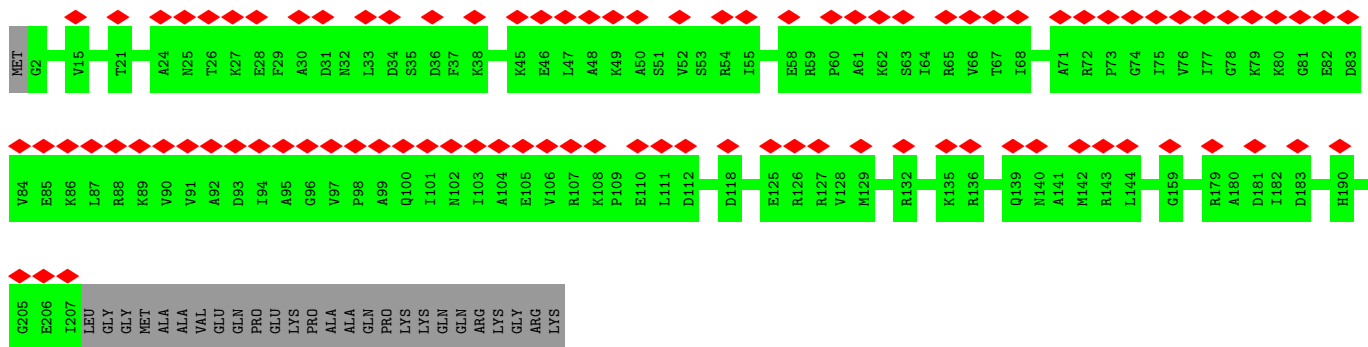 MET G2 V15 T21 A24 N25 T26 K27 E28 F29 A30 D31 N32 L33 D34 S35 D36 F37 K38 K45 E46 L47 A48 K49 A50 S51 V52 S53 R54 I55 E58 R59 P60 A61 K62 S63 I64 R65 V66 T67 I68 A71 R72 P73 G74 I75 V76 I77 G78 K79 K80 G81 E82 D83
V84 E85 K86 L87 R88 K89 V90 V91 A92 D93 I94 A95 G96 V97 P98 A99 Q100 I101 N102 I103 A104 E105 V106 R107 K108 P109 E110 L111 D112 D118 E125 R126 R127 V128 M129 R132 K135 R136 Q139 N140 A141 M142 R143 L144 G159 R179 A180 D181 I182 D183 H190
G205 E206 I207 LEU GLY GLY MET ALA ALA VAL GLU GLN PRO GLU LYS PRO ALA ALA GLN PRO LYS LYS GLN GLN ARG LYS GLY ARG LYS